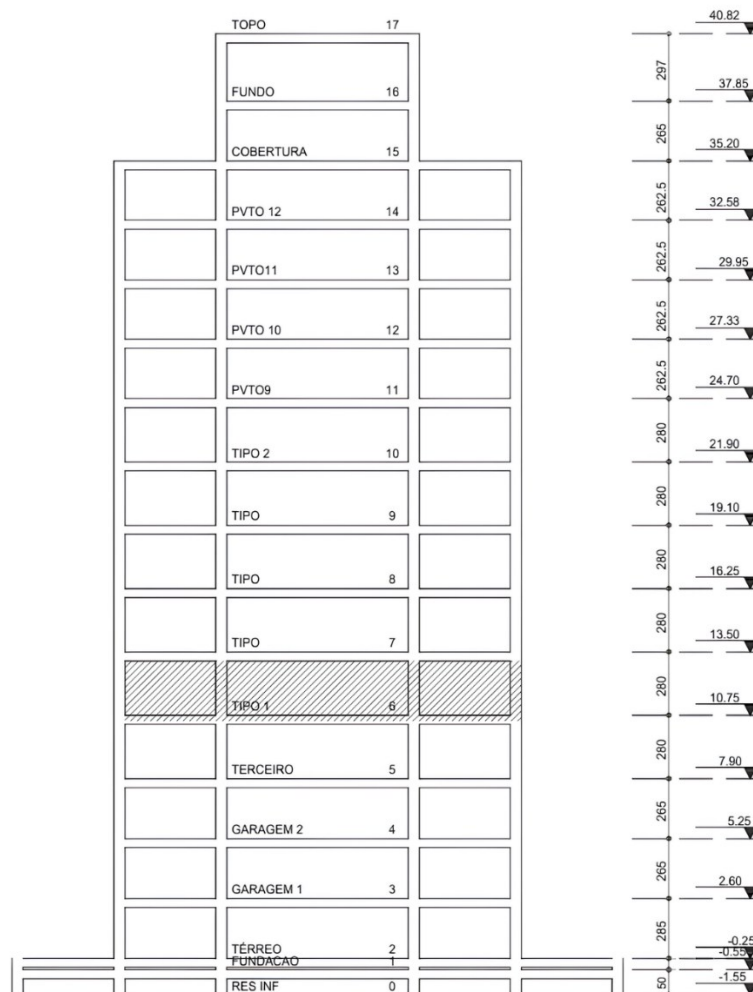 TOPO 17 40.82
297
FUNDO 16 37.85
265
COBERTURA 15 35.20
262.5
PVTO 12 14 32.58
262.5
PVTO11 13 29.95
262.5
PVTO 10 12 27.33
262.5
PVTO9 11 24.70
280
TIPO 2 10 21.90
280
TIPO 9 19.10
280
TIPO 8 16.25
280
TIPO 7 13.50
280
TIPO 1 6 10.75
280
TERCEIRO 5 7.90
265
GARAGEM 2 4 5.25
265
GARAGEM 1 3 2.60
285
TÉRREO 2 -0.25
FUNDACAO 1 -0.55
50
RES INF 0 -1.55